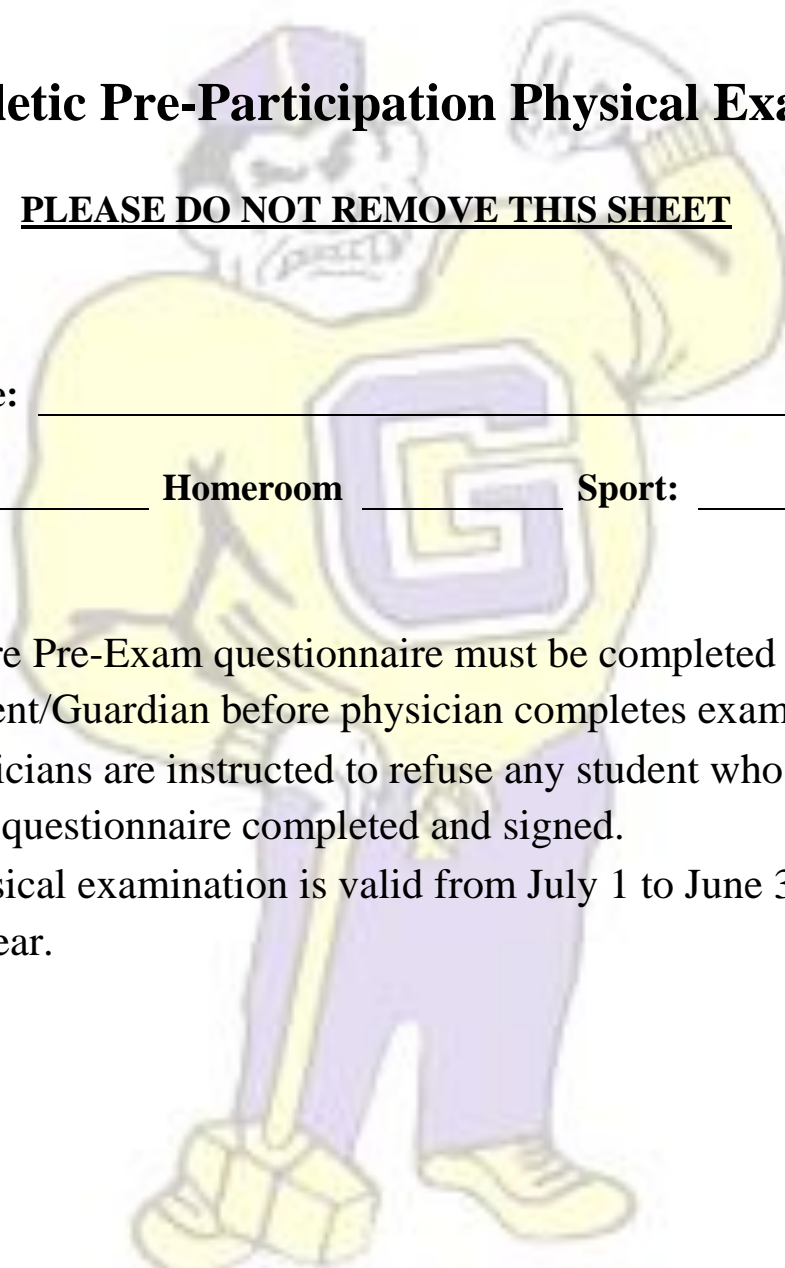 letic Pre-Participation Physical Exa
PLEASE DO NOT REMOVE THIS SHEET
e:
Homeroom Sport:
G
re Pre-Exam questionnaire must be completed
ent/Guardian before physician completes exam
icians are instructed to refuse any student who
questionnaire completed and signed.
sical examination is valid from July 1 to June 3
ear.